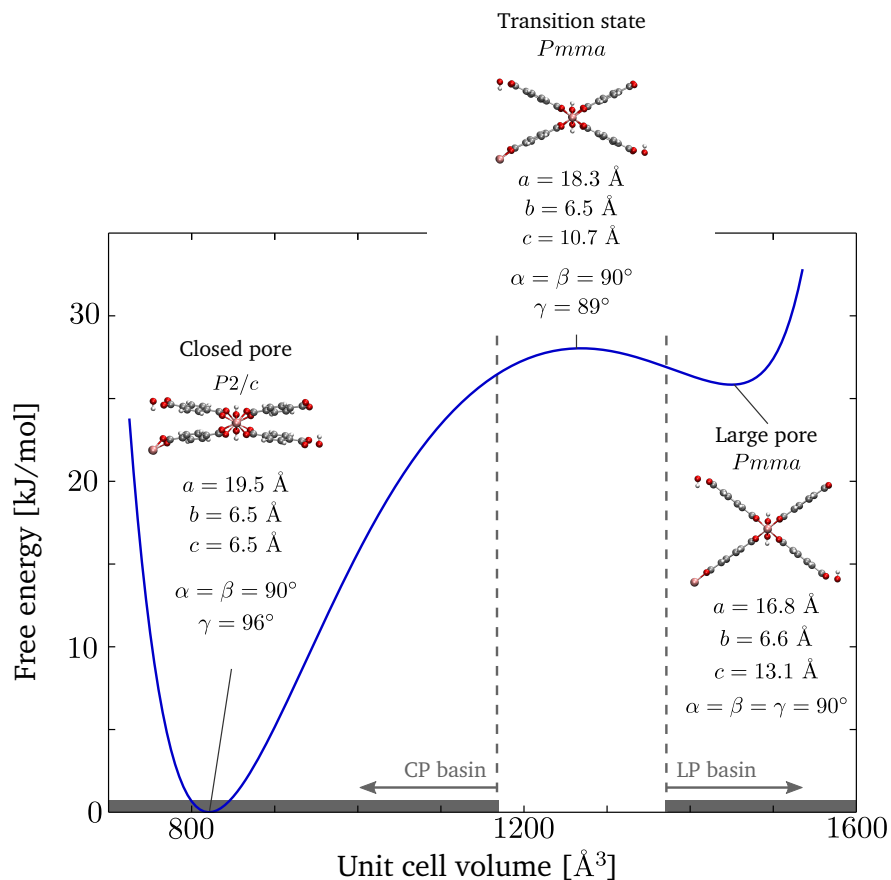 Transition state
Pmma
a = 18.3 Å
b = 6.5 Å
c = 10.7 Å
α = β = 90°
γ = 89°
Closed pore
P2/c
a = 19.5 Å
b = 6.5 Å
c = 6.5 Å
α = β = 90°
γ = 96°
Large pore
Pmma
a = 16.8 Å
b = 6.6 Å
c = 13.1 Å
α = β = γ = 90°
CP basin
LP basin
Free energy [kJ/mol]
30
20
10
0
800
1200
1600
Unit cell volume [Å³]